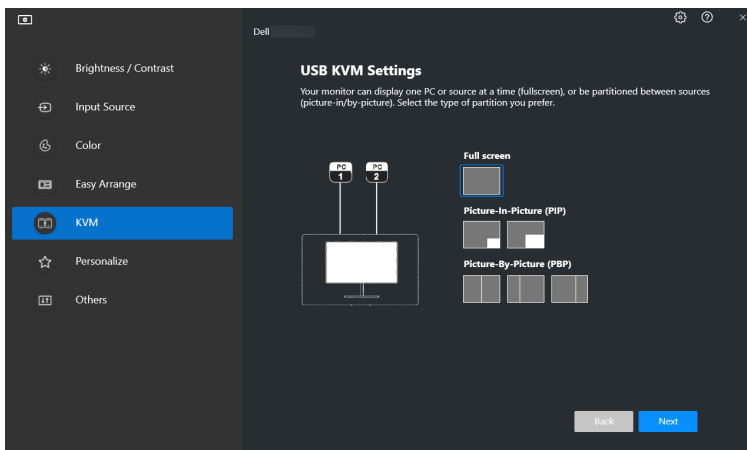 Dell
Brightness / Contrast
Input Source
Color
Easy Arrange
KVM
Personalize
Others
USB KVM Settings
Your monitor can display one PC or source at a time (fullscreen), or be partitioned between sources
(picture-in/by-picture). Select the type of partition you prefer.
PC
1
PC
2
Full screen
Picture-In-Picture (PIP)
Picture-By-Picture (PBP)
Back
Next